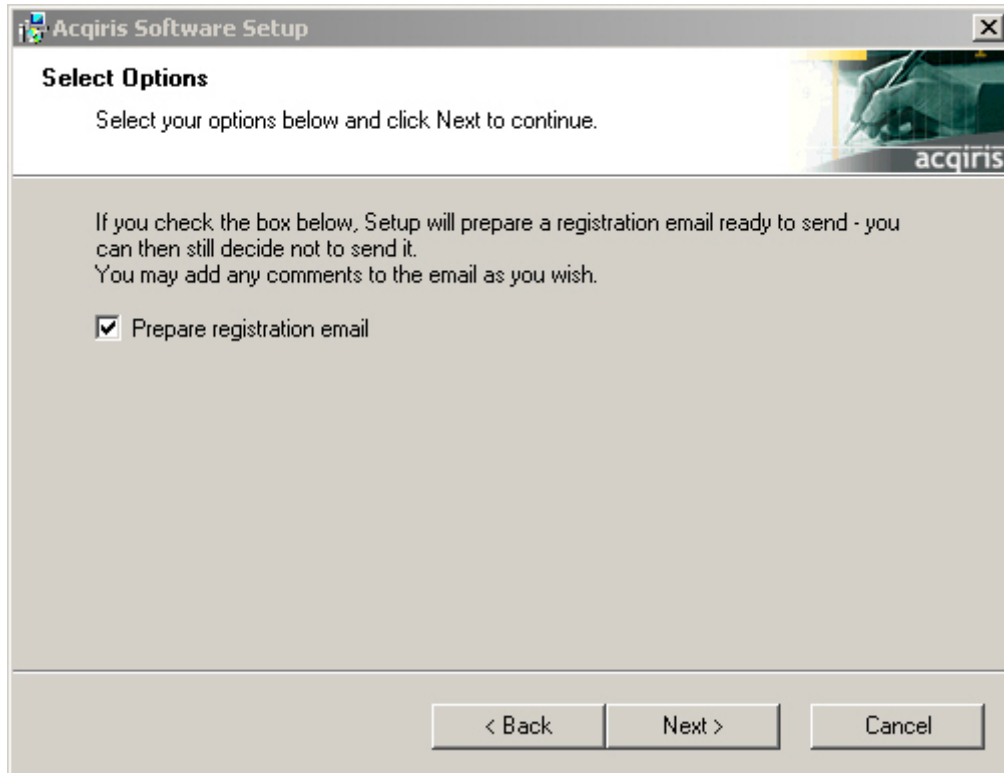 Acqiris Software Setup
Select Options
Select your options below and click Next to continue.
acqiris
If you check the box below, Setup will prepare a registration email ready to send - you
can then still decide not to send it.
You may add any comments to the email as you wish.
Prepare registration email
< Back
Next >
Cancel